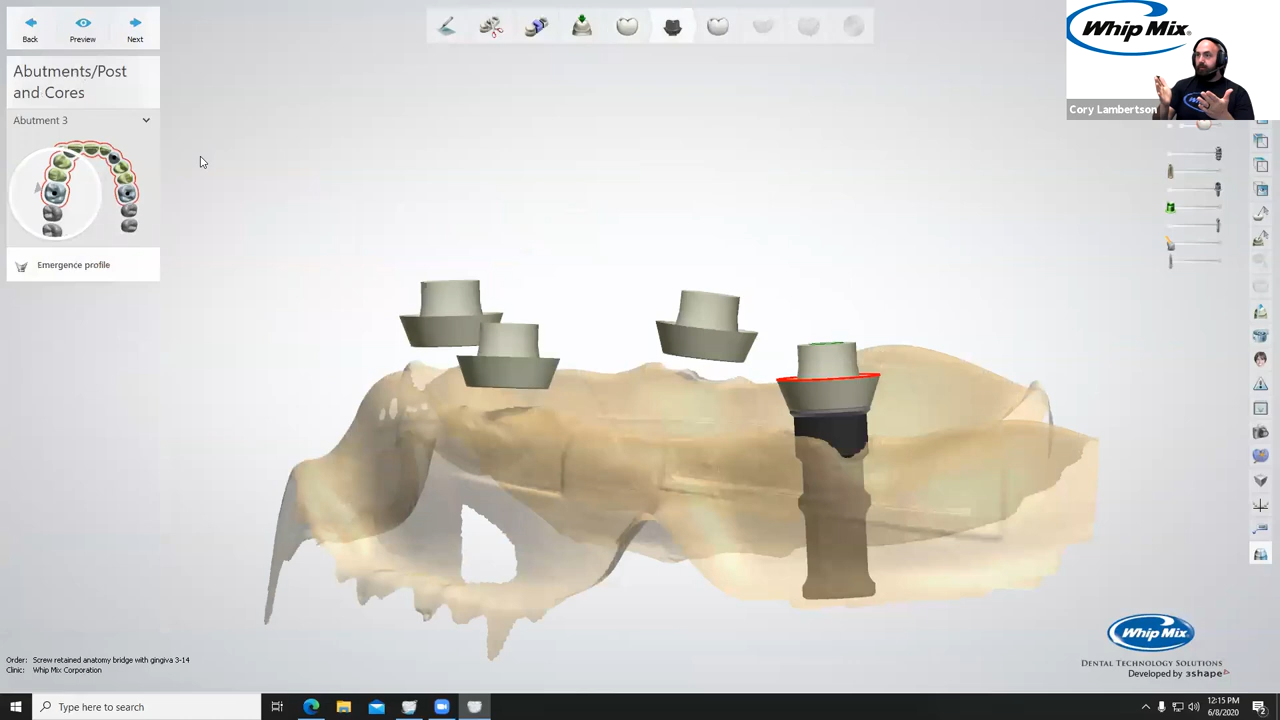 Back
Preview
Next
Abutments/Post
and Cores
Abutment 3
Emergence profile
Whip Mix®
Cory Lambertson
Order: Screw retained anatomy bridge with gingiva 3-14
Clinic: Whip Mix Corporation
Whip Mix®
DENTAL TECHNOLOGY SOLUTIONS
Developed by 3shape
Type here to search
12:15 PM
6/8/2020
2